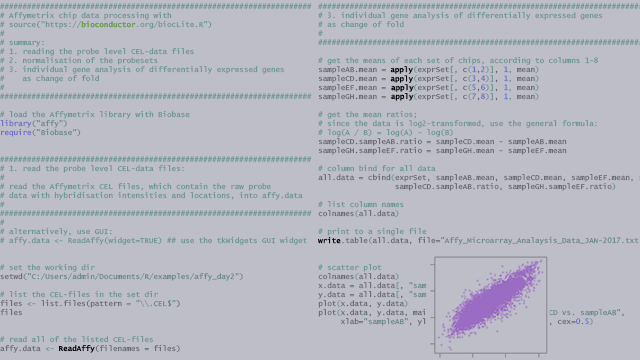 ################################################################
# Affymetrix chip data processing with
# source("https://bioconductor.org/biocLite.R")
#
# summary:
# 1. reading the probe level CEL-data files
# 2. normalisation of the probesets
# 3. individual gene analysis of differentially expressed genes
#    as change of fold
#
################################################################

# load the Affymetrix library with Biobase
library("affy")
require("Biobase")


################################################################
# 1. read the probe level CEL-data files:
#
# read the Affymetrix CEL files, which contain the raw probe
# data with hybridisation intensities and locations, into affy.data
#
################################################################
#
# alternatively, use GUI:
# affy.data <- ReadAffy(widget=TRUE) ## use the tkWidgets GUI widget


# set the working dir
setwd("C:/Users/admin/Documents/R/examples/affy_day2")

# list the CEL-files in the set dir
files <- list.files(pattern = "\\.CEL$")
files


# read all of the listed CEL-files
affy.data <- ReadAffy(filenames = files)
################################################################
# 3. individual gene analysis of differentially expressed genes
# as change of fold
#
################################################################

# get the means of each set of chips, according to columns 1-8
sampleAB.mean = apply(exprSet[, c(1,2)], 1, mean)
sampleCD.mean = apply(exprSet[, c(3,4)], 1, mean)
sampleEF.mean = apply(exprSet[, c(5,6)], 1, mean)
sampleGH.mean = apply(exprSet[, c(7,8)], 1, mean)

# get the mean ratios;
# since the data is log2-transformed, use the general formula:
# log(A / B) = log(A) - log(B)
sampleCD.sampleAB.ratio = sampleCD.mean - sampleAB.mean
sampleGH.sampleEF.ratio = sampleGH.mean - sampleEF.mean

# column bind for all data
all.data = cbind(exprSet, sampleAB.mean, sampleCD.mean, sampleEF.mean, s
sampleCD.sampleAB.ratio, sampleGH.sampleEF.ratio)

# list column names
colnames(all.data)

# print to a single file
write.table(all.data, file="Affy_Microarray_Analaysis_Data_JAN-2017.txt

# scatter plot
colnames(all.data)
x.data = all.data[, "sam
y.data = all.data[, "sam
plot(x.data, y.data)
plot(x.data, y.data, mai CD vs. sampleAB",
xlab="sampleAB", yl , cex=0.5)